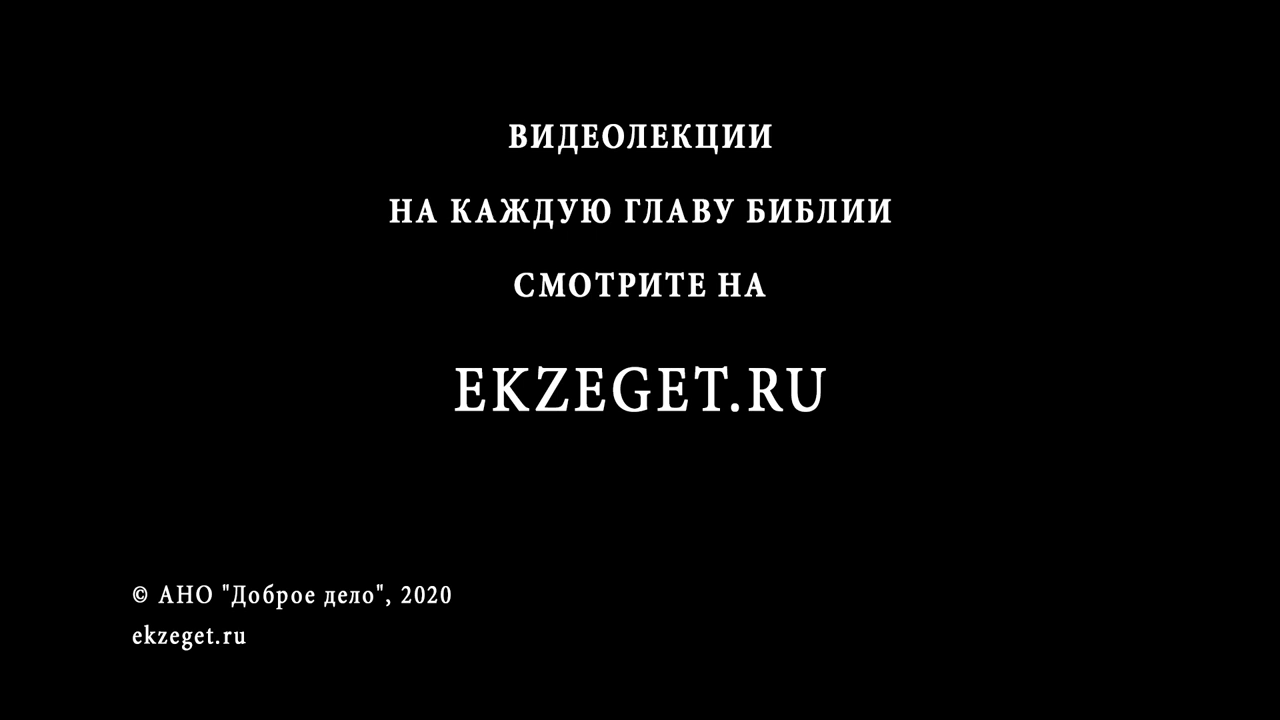 ВИДЕОЛЕКЦИИ
НА КАЖДУЮ ГЛАВУ БИБЛИИ
СМОТРИТЕ НА
EKZEGET.RU
© АНО "Доброе дело", 2020
ekzeget.ru